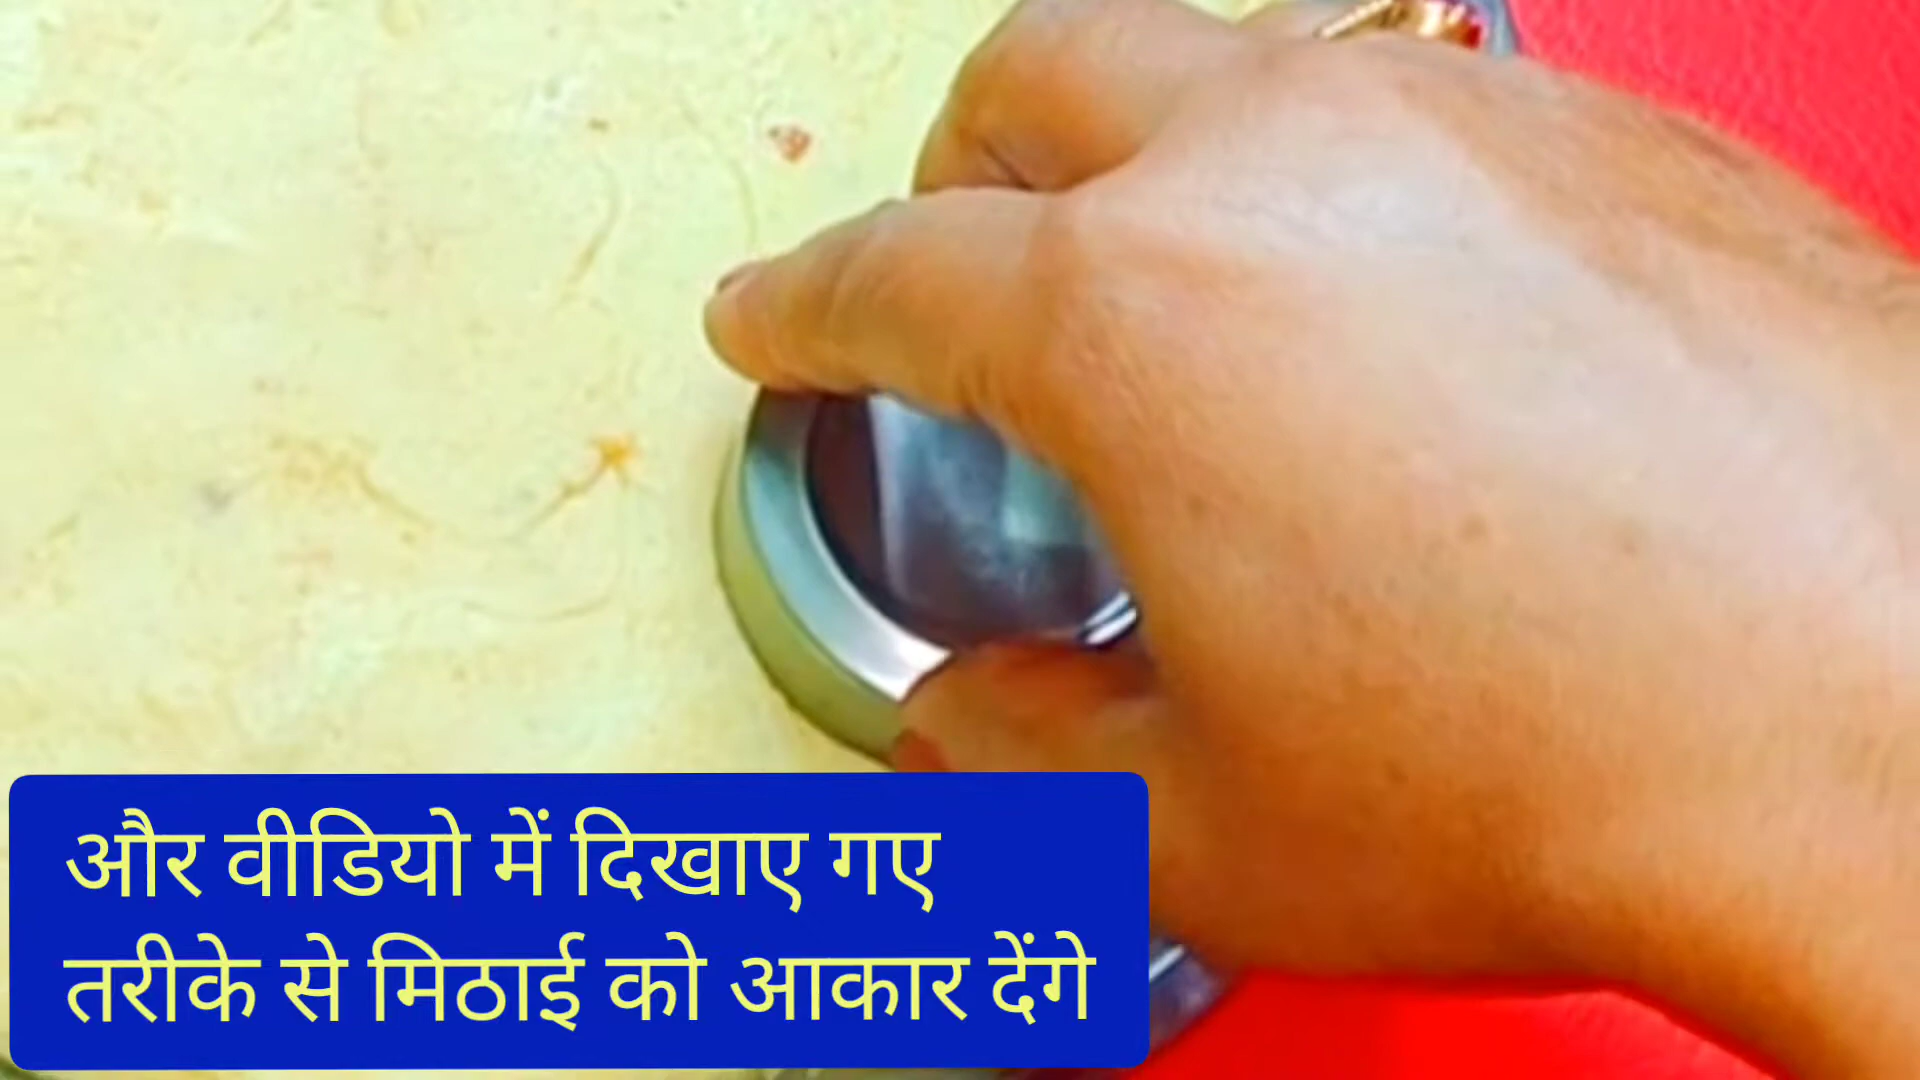 और वीडियो में दिखाए गए
तरीके से मिठाई को आकार देंगे